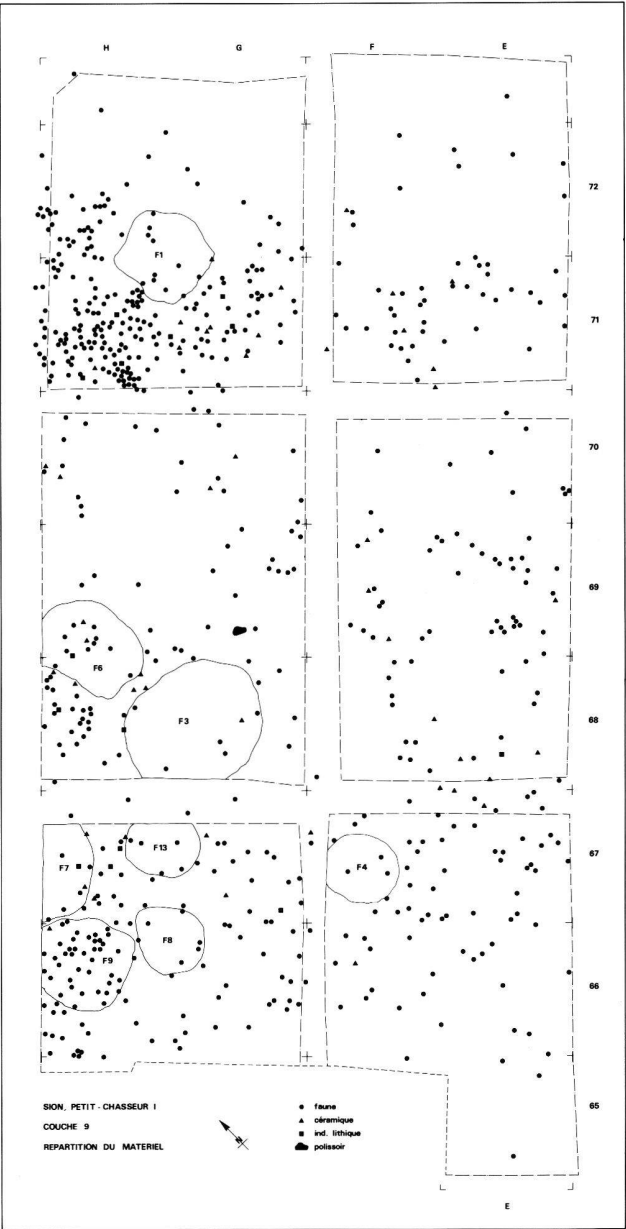 H G F E
72
F1
71
70
69
F6
F3
68
F7
F13
F4
67
F8
F9
66
65
SION, PETIT-CHASSEUR I
COUCHE 9
REPARTITION DU MATERIEL
N
faune
céramique
ind. lithique
polissoir
E